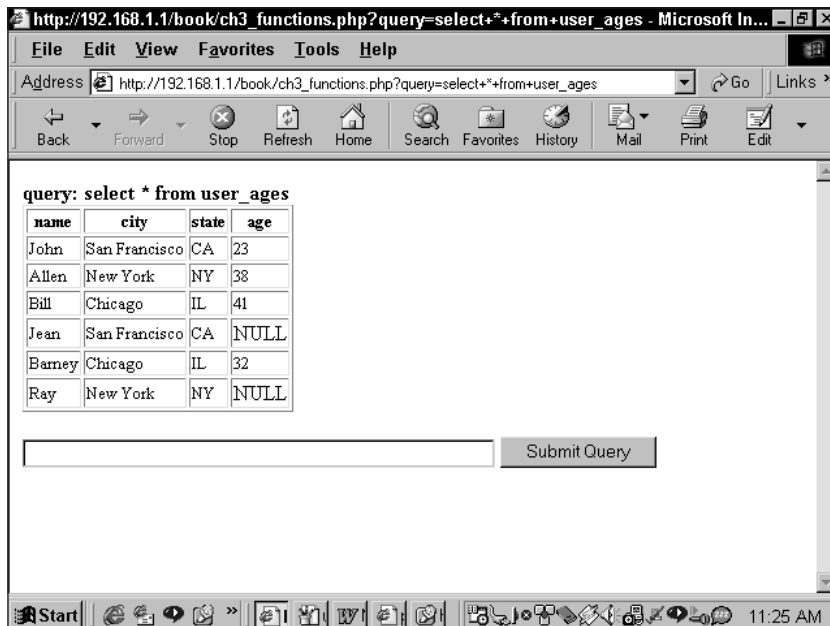 http://192.168.1.1/book/ch3_functions.php?query=select+*+from+user_ages - Microsoft In...
File Edit View Favorites Tools Help
Address http://192.168.1.1/book/ch3_functions.php?query=select+*+from+user_ages Go Links »
Back Forward Stop Refresh Home Search Favorites History Mail Print Edit
query: select * from user_ages
name city state age
John San Francisco CA 23
Allen New York NY 38
Bill Chicago IL 41
Jean San Francisco CA NULL
Barney Chicago IL 32
Ray New York NY NULL
Submit Query
Start » 11:25 AM